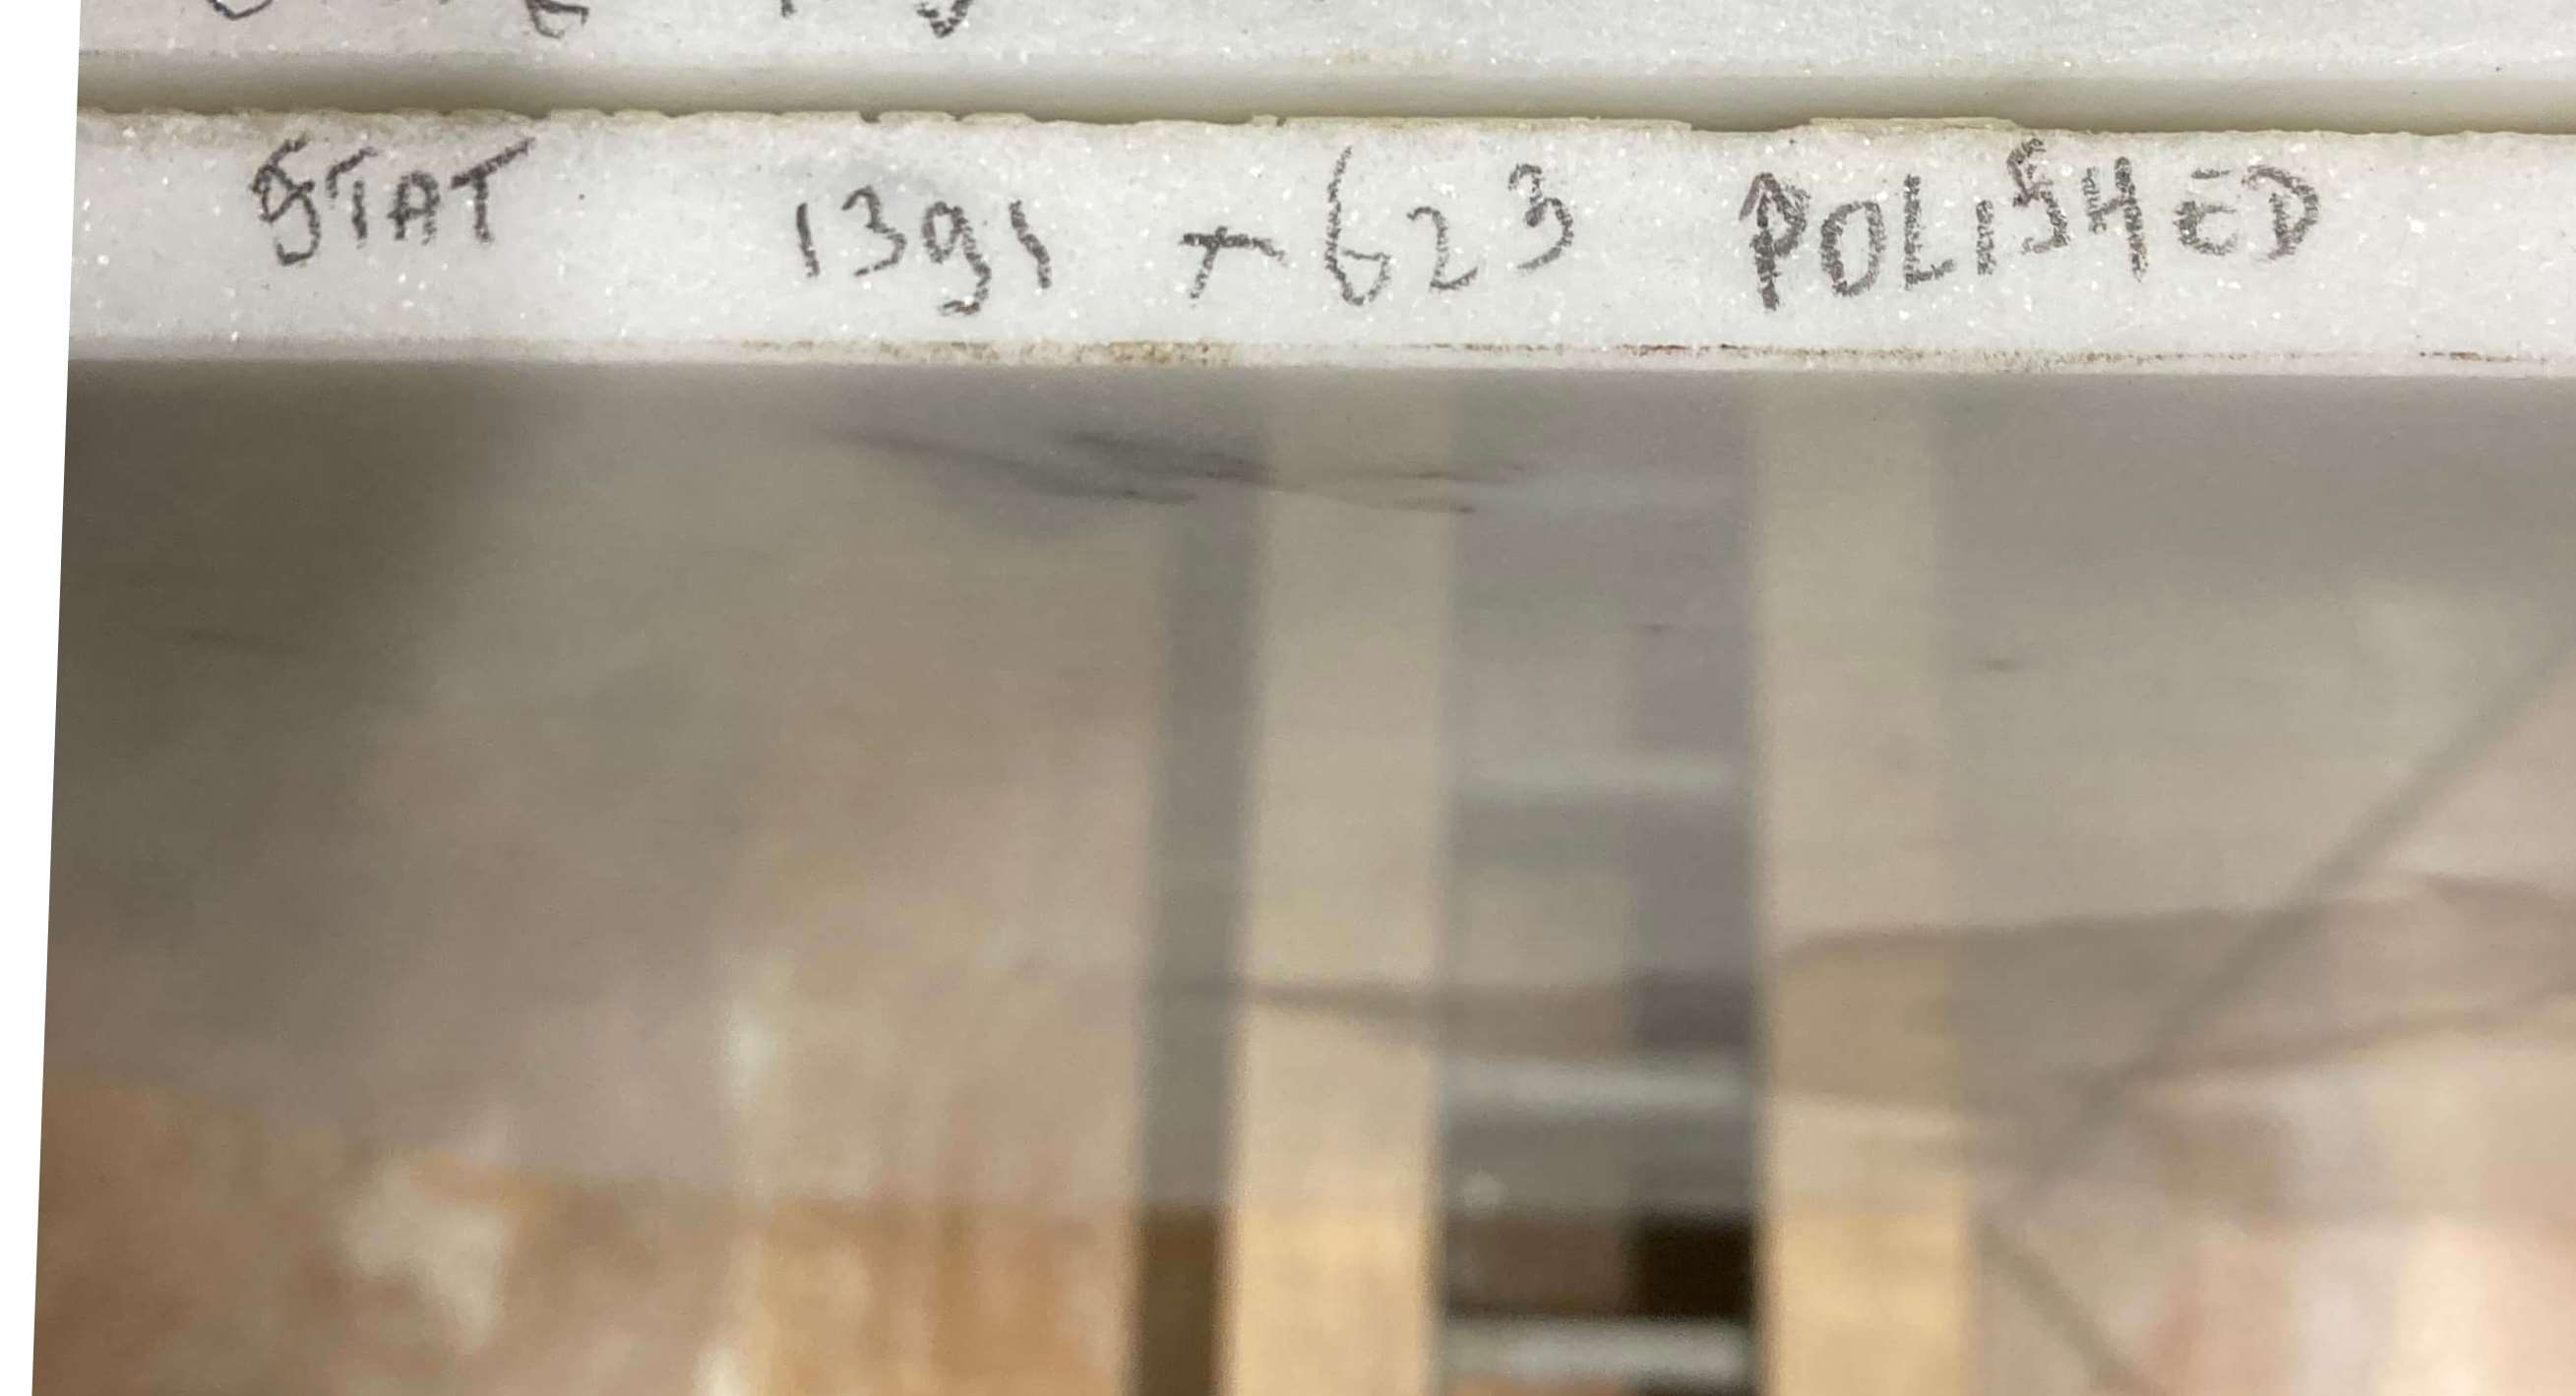 STAT 1391 + 623 POLISHED